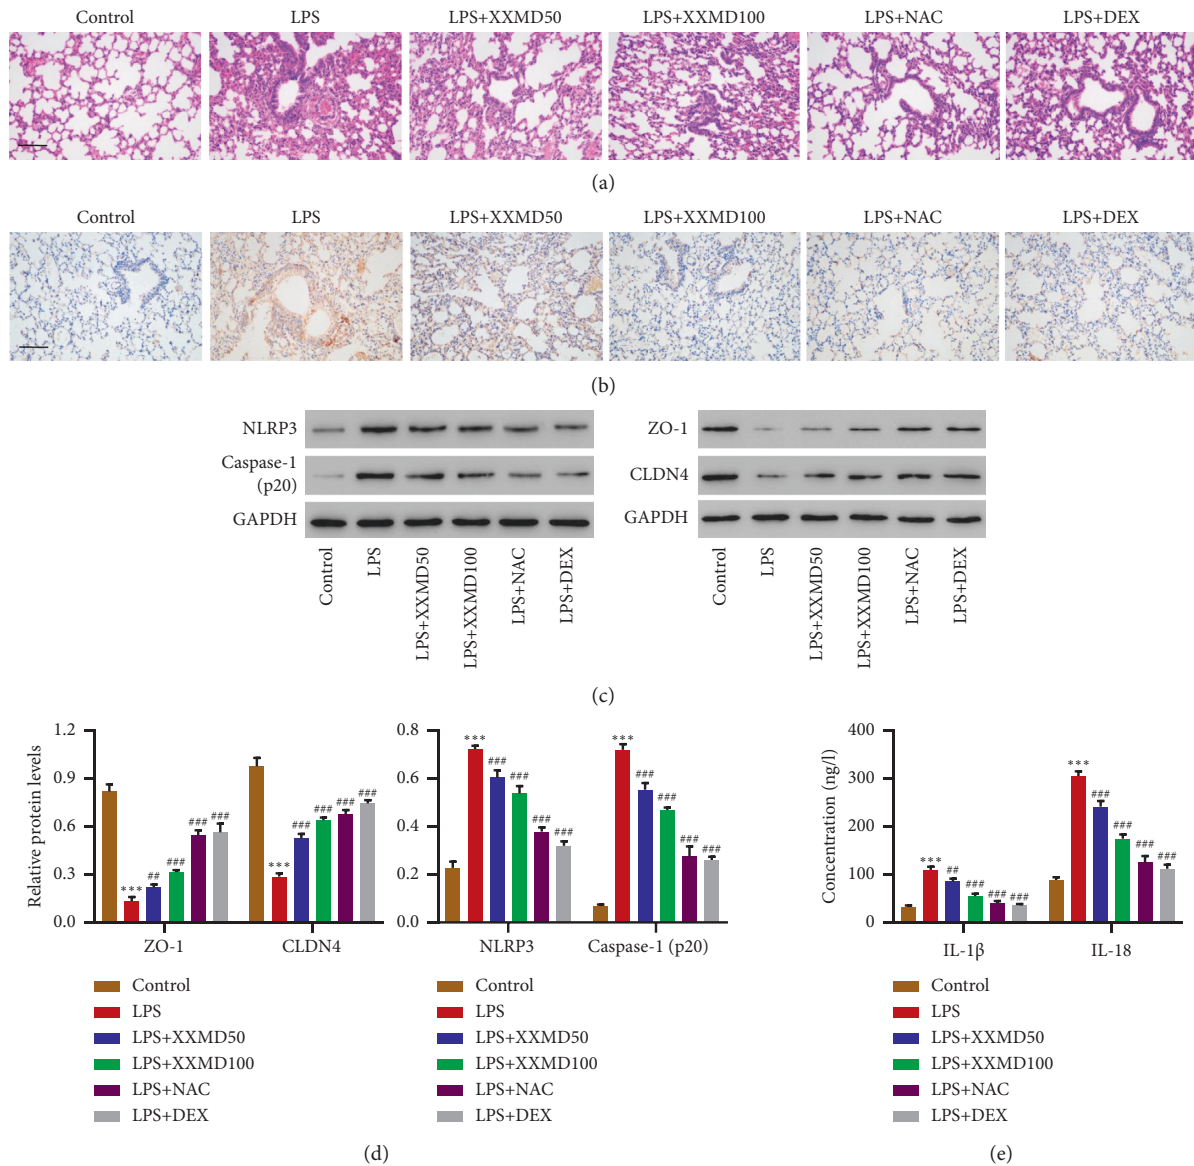 Control LPS LPS+XXMD50 LPS+XXMD100 LPS+NAC LPS+DEX
(a)
Control LPS LPS+XXMD50 LPS+XXMD100 LPS+NAC LPS+DEX
(b)
NLRP3
Caspase-1
(p20)
GAPDH
Control
LPS
LPS+XXMD50
LPS+XXMD100
LPS+NAC
LPS+DEX
ZO-1
CLDN4
GAPDH
Control
LPS
LPS+XXMD50
LPS+XXMD100
LPS+NAC
LPS+DEX
(c)
Relative protein levels
1.2
0.9
0.6
0.3
0.0
*** ## ### ### ###
*** ### ### ### ###
ZO-1 CLDN4
Control
LPS
LPS+XXMD50
LPS+XXMD100
LPS+NAC
LPS+DEX
0.8
0.6
0.4
0.2
0.0
*** ### ### ### ###
*** ### ### ### ###
NLRP3 Caspase-1 (p20)
Control
LPS
LPS+XXMD50
LPS+XXMD100
LPS+NAC
LPS+DEX
(d)
Concentration (ng/l)
400
300
200
100
0
*** ## ### ### ###
*** ### ### ### ###
IL-1β IL-18
Control
LPS
LPS+XXMD50
LPS+XXMD100
LPS+NAC
LPS+DEX
(e)